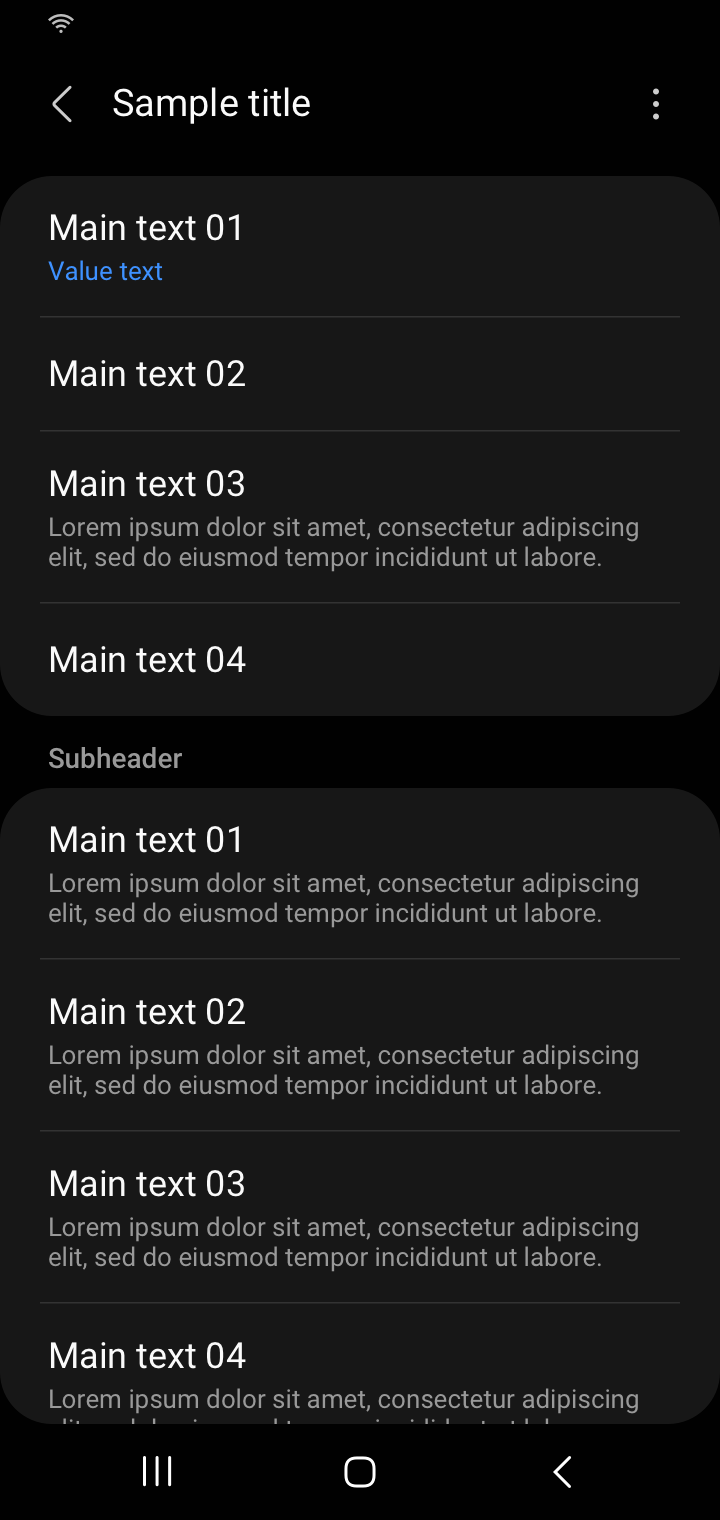 Sample title
Main text 01
Value text
Main text 02
Main text 03
Lorem ipsum dolor sit amet, consectetur adipiscing
elit, sed do eiusmod tempor incididunt ut labore.
Main text 04
Subheader
Main text 01
Lorem ipsum dolor sit amet, consectetur adipiscing
elit, sed do eiusmod tempor incididunt ut labore.
Main text 02
Lorem ipsum dolor sit amet, consectetur adipiscing
elit, sed do eiusmod tempor incididunt ut labore.
Main text 03
Lorem ipsum dolor sit amet, consectetur adipiscing
elit, sed do eiusmod tempor incididunt ut labore.
Main text 04
Lorem ipsum dolor sit amet, consectetur adipiscing